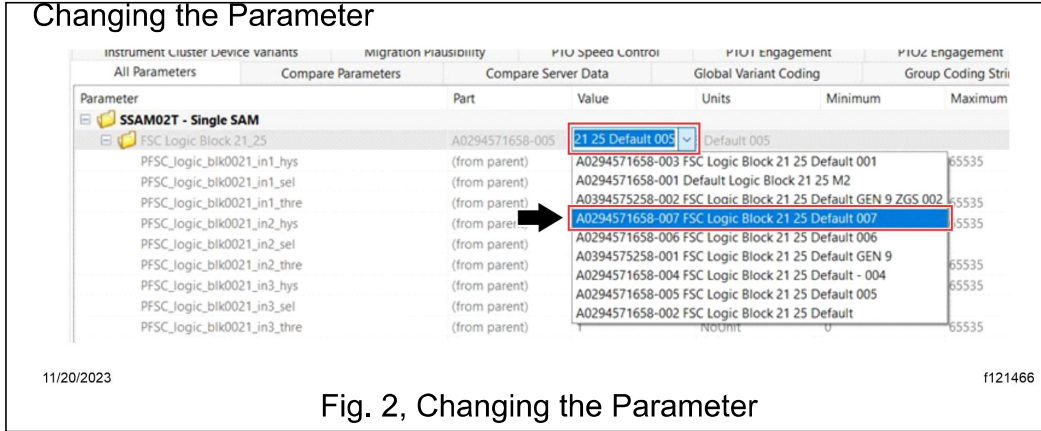 Changing the Parameter
Instrument Cluster Device Variants Migration Plausibility PTO Speed Control PTO1 Engagement PTO2 Engagement
All Parameters Compare Parameters Compare Server Data Global Variant Coding Group Coding Stri
Parameter Part Value Units Minimum Maximum
SSAM02T - Single SAM
FSC Logic Block 21_25 A0294571658-005 21 25 Default 005 Default 005
A0294571658-003 FSC Logic Block 21 25 Default 001
PFSC_logic_blk0021_in1_hys (from parent) 65535
A0294571658-001 Default Logic Block 21 25 M2
PFSC_logic_blk0021_in1_sel (from parent)
A0394575258-002 FSC Logic Block 21 25 Default GEN 9 ZGS 002
PFSC_logic_blk0021_in1_thre (from parent) 65535
A0294571658-007 FSC Logic Block 21 25 Default 007
PFSC_logic_blk0021_in2_hys (from parent) 65535
A0294571658-006 FSC Logic Block 21 25 Default 006
PFSC_logic_blk0021_in2_sel (from parent)
A0394575258-001 FSC Logic Block 21 25 Default GEN 9
PFSC_logic_blk0021_in2_thre (from parent) 65535
A0294571658-004 FSC Logic Block 21 25 Default - 004
PFSC_logic_blk0021_in3_hys (from parent) 65535
A0294571658-005 FSC Logic Block 21 25 Default 005
PFSC_logic_blk0021_in3_sel (from parent)
A0294571658-002 FSC Logic Block 21 25 Default
PFSC_logic_blk0021_in3_thre (from parent) 1 NoUnit 0 65535
11/20/2023 f121466
Fig. 2, Changing the Parameter